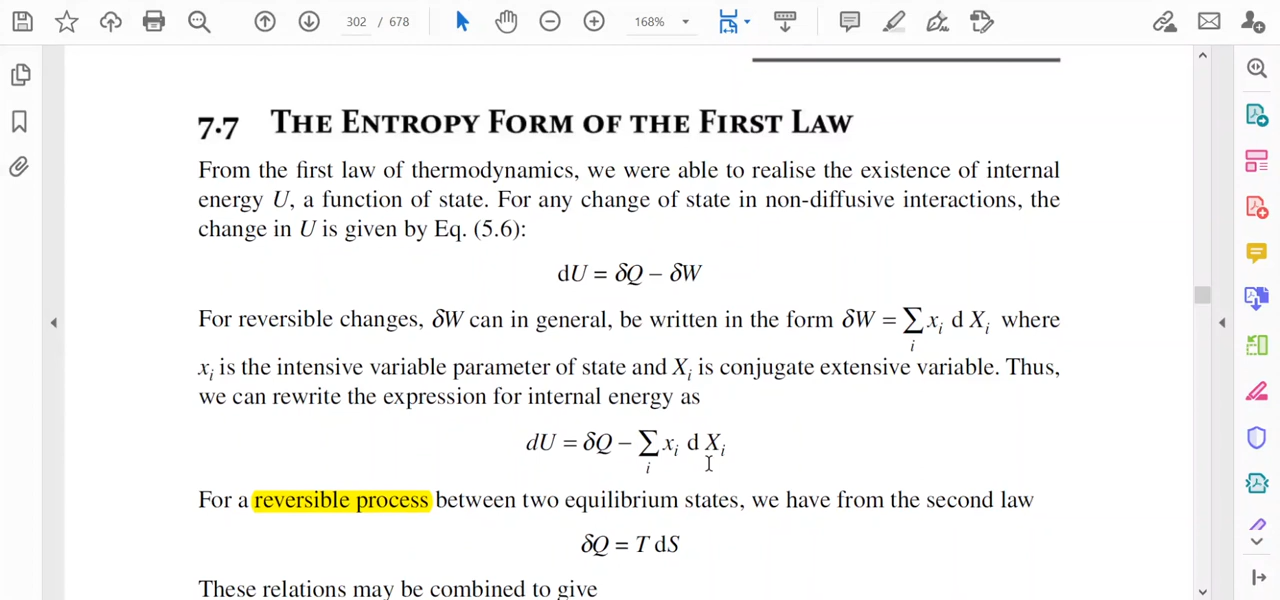 302 / 678
168%
7.7 THE ENTROPY FORM OF THE FIRST LAW
From the first law of thermodynamics, we were able to realise the existence of internal
energy U, a function of state. For any change of state in non-diffusive interactions, the
change in U is given by Eq. (5.6):
dU = δQ – δW
For reversible changes, δW can in general, be written in the form δW = ∑ᵢ xᵢ d Xᵢ where
xᵢ is the intensive variable parameter of state and Xᵢ is conjugate extensive variable. Thus,
we can rewrite the expression for internal energy as
dU = δQ – ∑ᵢ xᵢ d Xᵢ
For a reversible process between two equilibrium states, we have from the second law
δQ = T dS
These relations may be combined to give